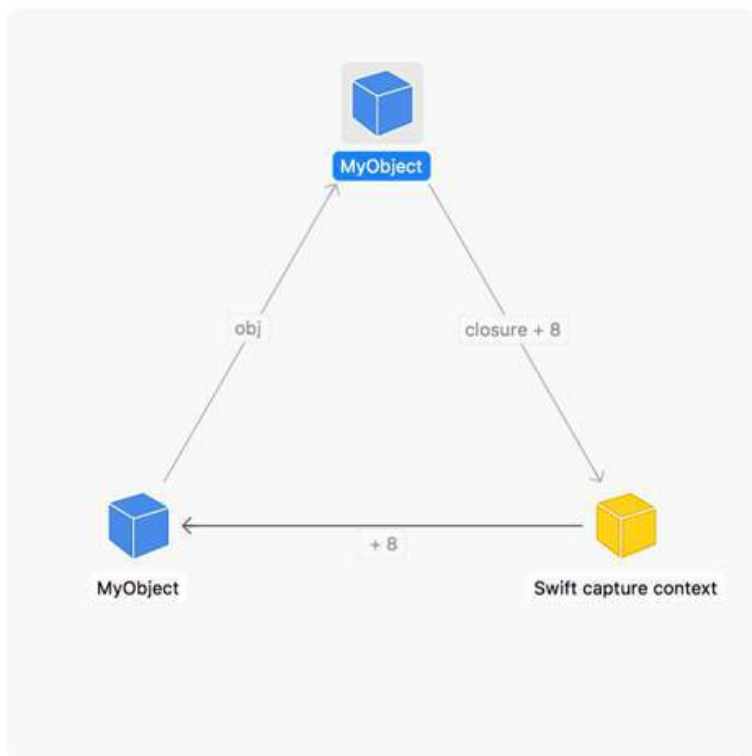 MyObject
obj
closure + 8
+ 8
MyObject
Swift capture context